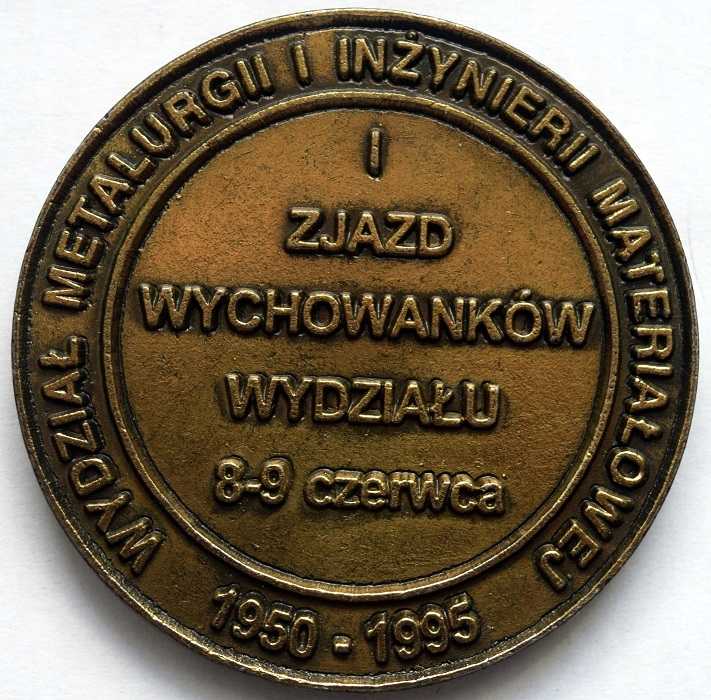 WYDZIAŁ METALURGII I INŻYNIERII MATERIAŁOWEJ
I
ZJAZD
WYCHOWANKÓW
WYDZIAŁU
8-9 czerwca
1950 - 1995